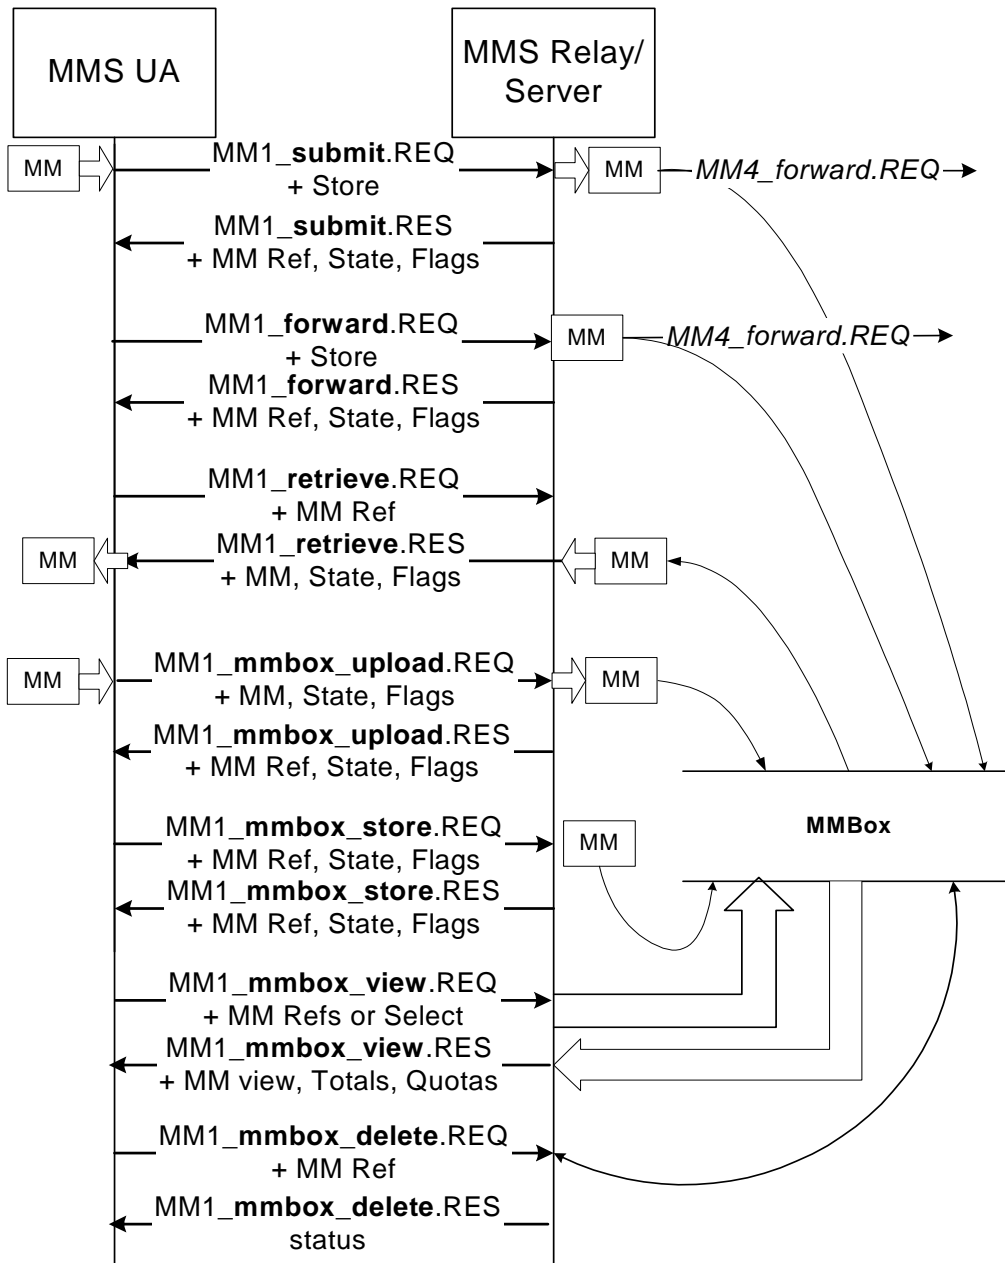 MMS UA
MMS Relay/
Server
MM
MM1_submit.REQ
+ Store
MM
MM4_forward.REQ
MM1_submit.RES
+ MM Ref, State, Flags
MM1_forward.REQ
+ Store
MM
MM4_forward.REQ
MM1_forward.RES
+ MM Ref, State, Flags
MM1_retrieve.REQ
+ MM Ref
MM
MM1_retrieve.RES
+ MM, State, Flags
MM
MM
MM1_mmbox_upload.REQ
+ MM, State, Flags
MM
MM1_mmbox_upload.RES
+ MM Ref, State, Flags
MMBox
MM1_mmbox_store.REQ
+ MM Ref, State, Flags
MM
MM1_mmbox_store.RES
+ MM Ref, State, Flags
MM1_mmbox_view.REQ
+ MM Refs or Select
MM1_mmbox_view.RES
+ MM view, Totals, Quotas
MM1_mmbox_delete.REQ
+ MM Ref
MM1_mmbox_delete.RES
status